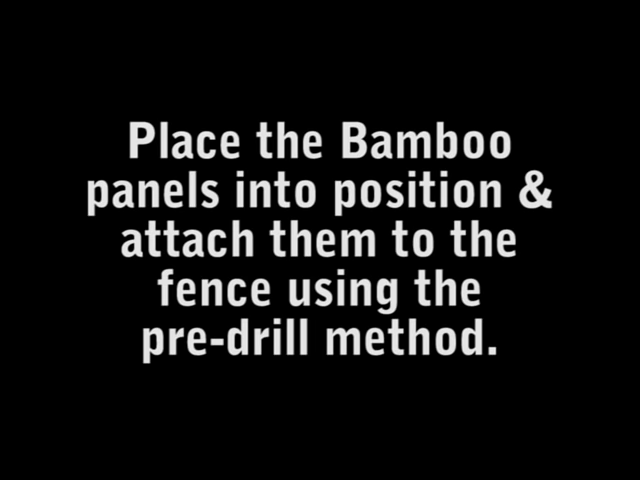 Place the Bamboo
panels into position &
attach them to the
fence using the
pre-drill method.